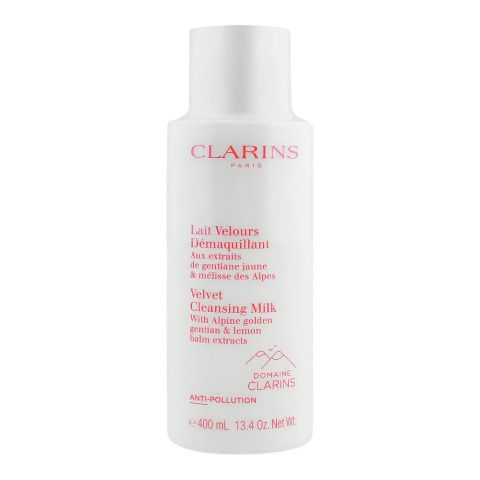 CLARINS
PARIS
Lait Velours
Démaquillant
Aux extraits
de gentiane jaune
& mélisse des Alpes
Velvet
Cleansing Milk
With Alpine golden
gentian & lemon
balm extracts
DOMAINE
CLARINS
ANTI-POLLUTION
℮ 400 mL 13.4 Oz. Net Wt.